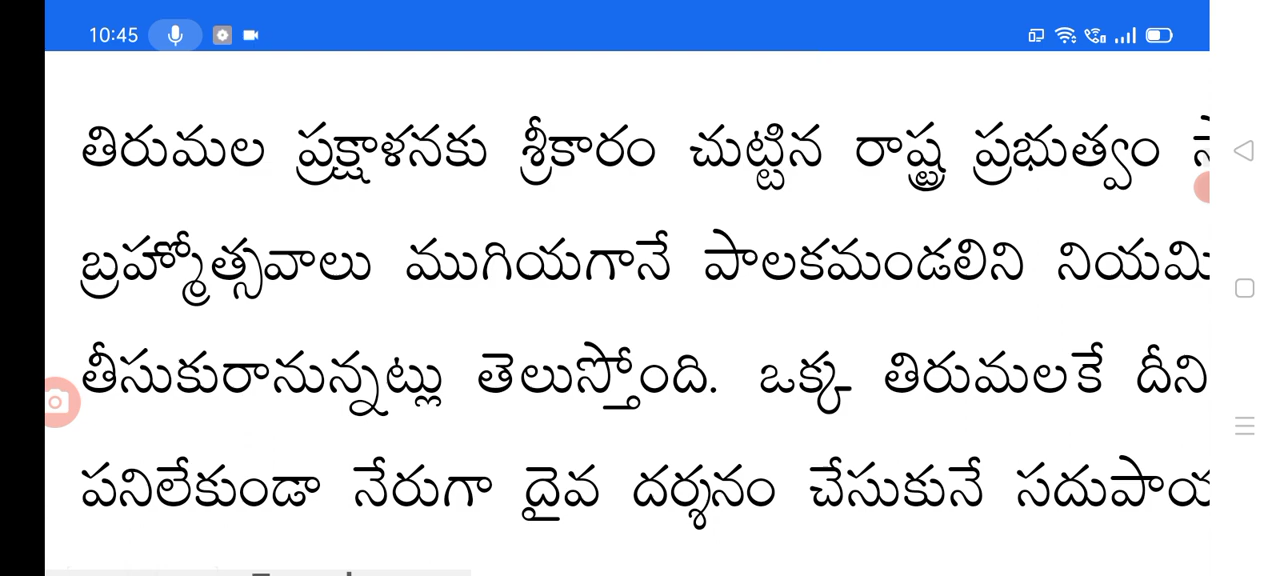 10:45
తిరుమల ప్రక్షాళనకు శ్రీకారం చుట్టిన రాష్ట్ర ప్రభుత్వం
బ్రహ్మోత్సవాలు ముగియగానే పాలకమండలిని
తీసుకురానున్నట్లు తెలుస్తోంది. ఒక్క తిరుమలకే దీని
పనిలేకుండా నేరుగా దైవ దర్శనం చేసుకునే